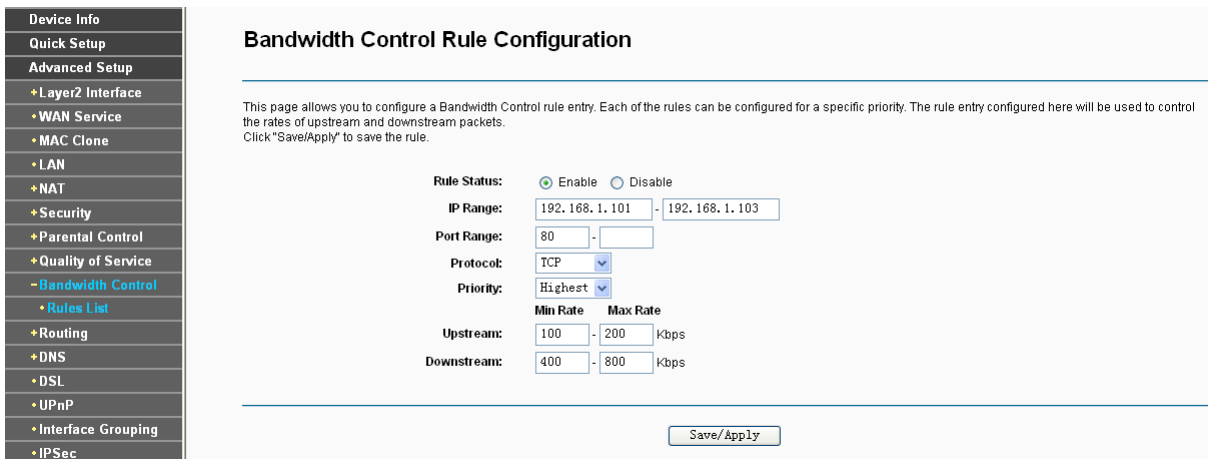 Device Info
Quick Setup
Advanced Setup
+Layer2 Interface
•WAN Service
•MAC Clone
•LAN
+NAT
+Security
+Parental Control
+Quality of Service
−Bandwidth Control
•Rules List
+Routing
+DNS
•DSL
•UPnP
•Interface Grouping
•IPSec
Bandwidth Control Rule Configuration
This page allows you to configure a Bandwidth Control rule entry. Each of the rules can be configured for a specific priority. The rule entry configured here will be used to control
the rates of upstream and downstream packets.
Click "Save/Apply" to save the rule.
Rule Status: Enable Disable
IP Range: 192.168.1.101 - 192.168.1.103
Port Range: 80 -
Protocol: TCP
Priority: Highest
Min Rate Max Rate
Upstream: 100 - 200 Kbps
Downstream: 400 - 800 Kbps
Save/Apply